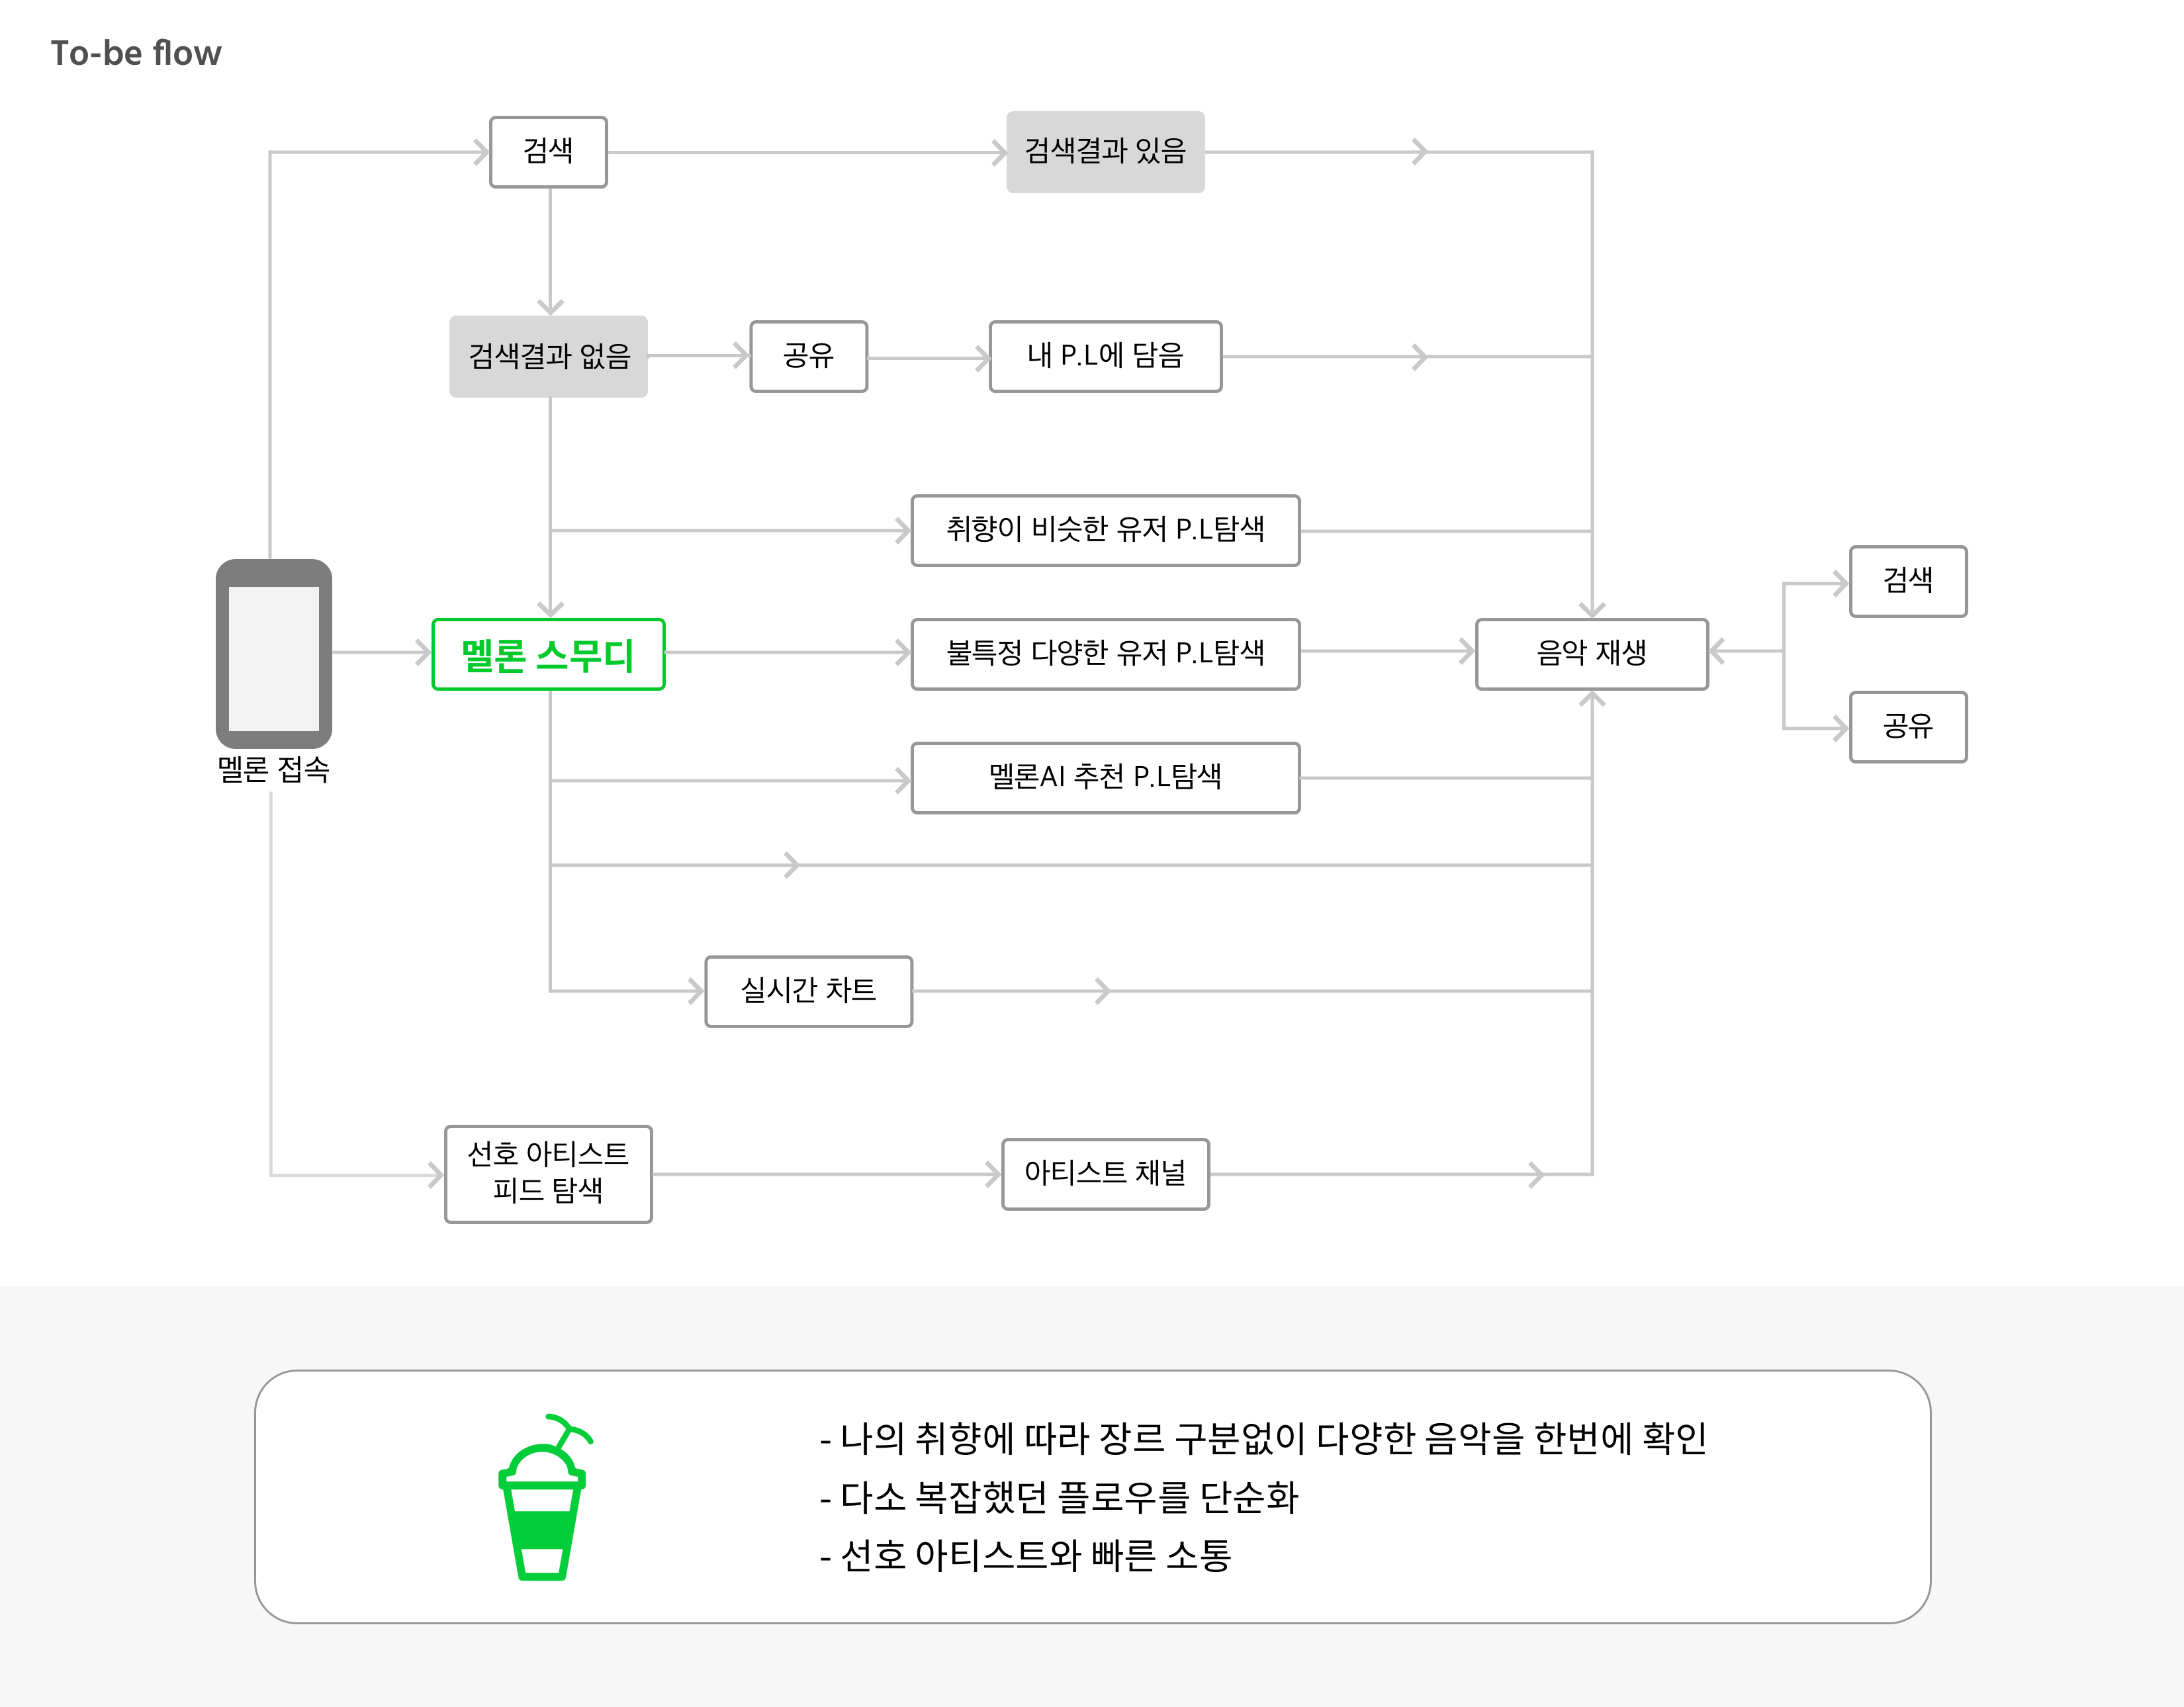 To-be flow
검색
검색결과 있음
검색결과 없음
공유
내 P.L에 담음
취향이 비슷한 유저 P.L탐색
검색
멜론 스무디
불특정 다양한 유저 P.L탐색
음악 재생
공유
멜론 접속
멜론AI 추천 P.L탐색
실시간 차트
선호 아티스트
피드 탐색
아티스트 채널
- 나의 취향에 따라 장르 구분없이 다양한 음악을 한번에 확인
- 다소 복잡했던 플로우를 단순화
- 선호 아티스트와 빠른 소통